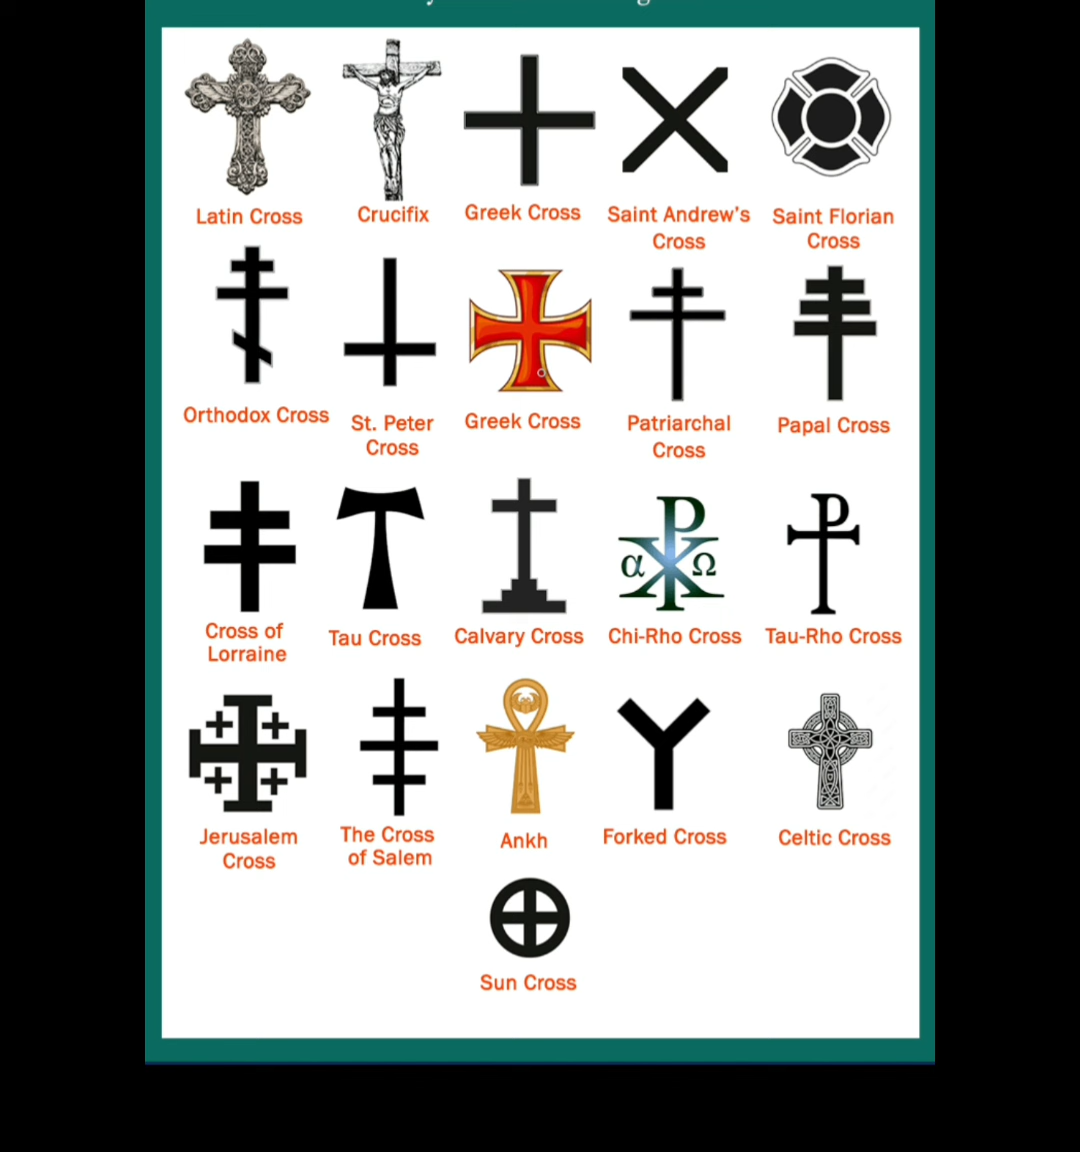 Latin Cross
Crucifix
Greek Cross
Saint Andrew's
Cross
Saint Florian
Cross
Orthodox Cross
St. Peter
Cross
Greek Cross
Patriarchal
Cross
Papal Cross
Cross of
Lorraine
Tau Cross
Calvary Cross
α
Ω
Chi-Rho Cross
Tau-Rho Cross
Jerusalem
Cross
The Cross
of Salem
Ankh
Forked Cross
Celtic Cross
Sun Cross